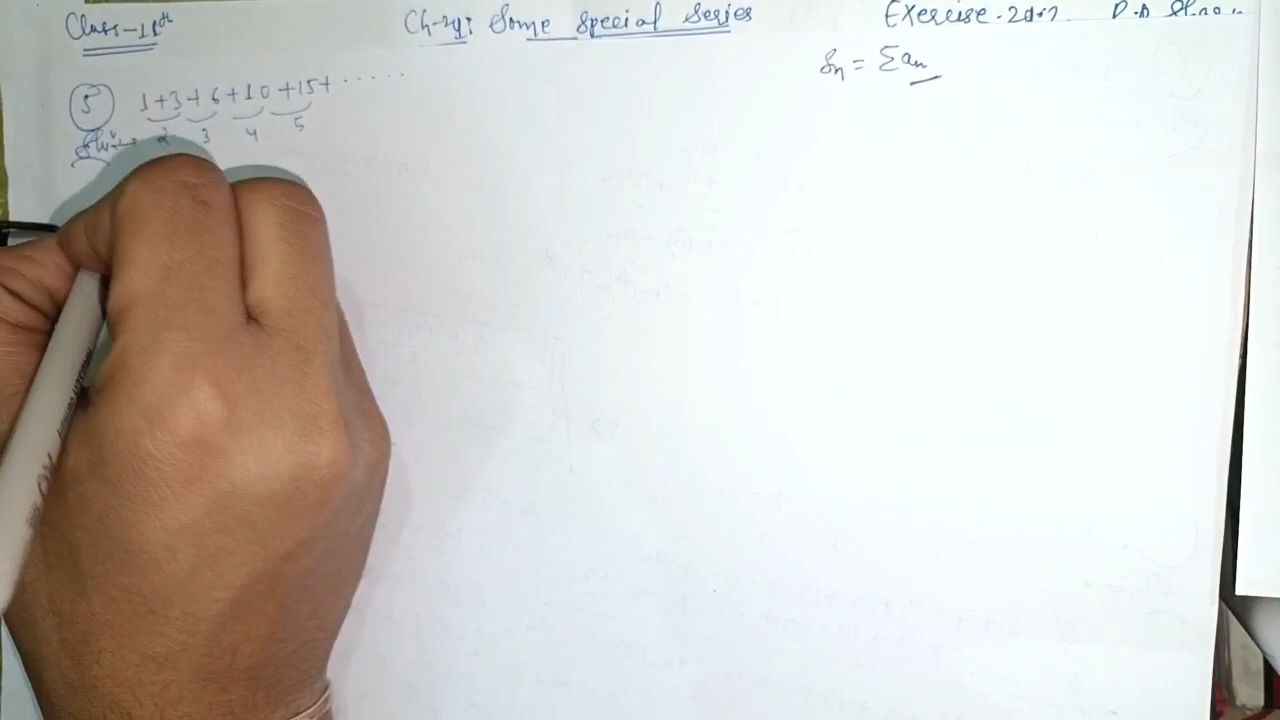 Class-11th Ch-24: Some special Series Exercise.
Sn = Σan
5 1+3+6+10+15+ ......
2 3 4 5